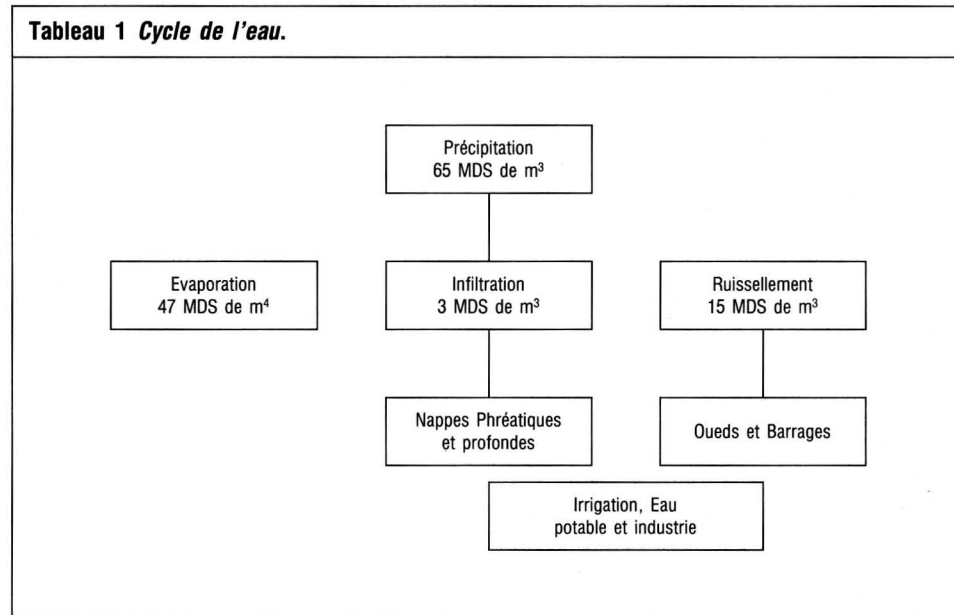 Tableau 1 Cycle de l'eau.
Précipitation
65 MDS de m³
Evaporation
47 MDS de m⁴
Infiltration
3 MDS de m³
Ruissellement
15 MDS de m³
Nappes Phréatiques
et profondes
Oueds et Barrages
Irrigation, Eau
potable et industrie